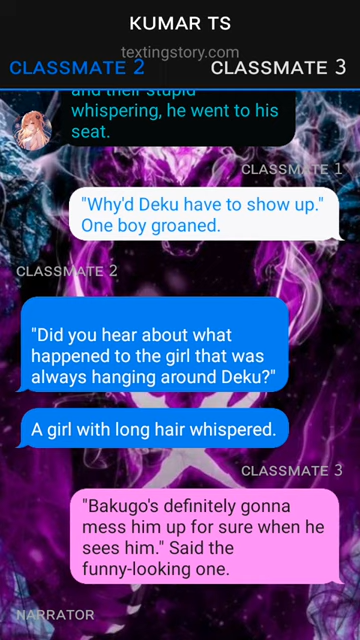 KUMAR TS
textingstory.com
CLASSMATE 2
CLASSMATE 3
and their stupid
whispering, he went to his
seat.
CLASSMATE 1
"Why'd Deku have to show up."
One boy groaned.
CLASSMATE 2
"Did you hear about what
happened to the girl that was
always hanging around Deku?"
A girl with long hair whispered.
CLASSMATE 3
"Bakugo's definitely gonna
mess him up for sure when he
sees him." Said the
funny-looking one.
NARRATOR